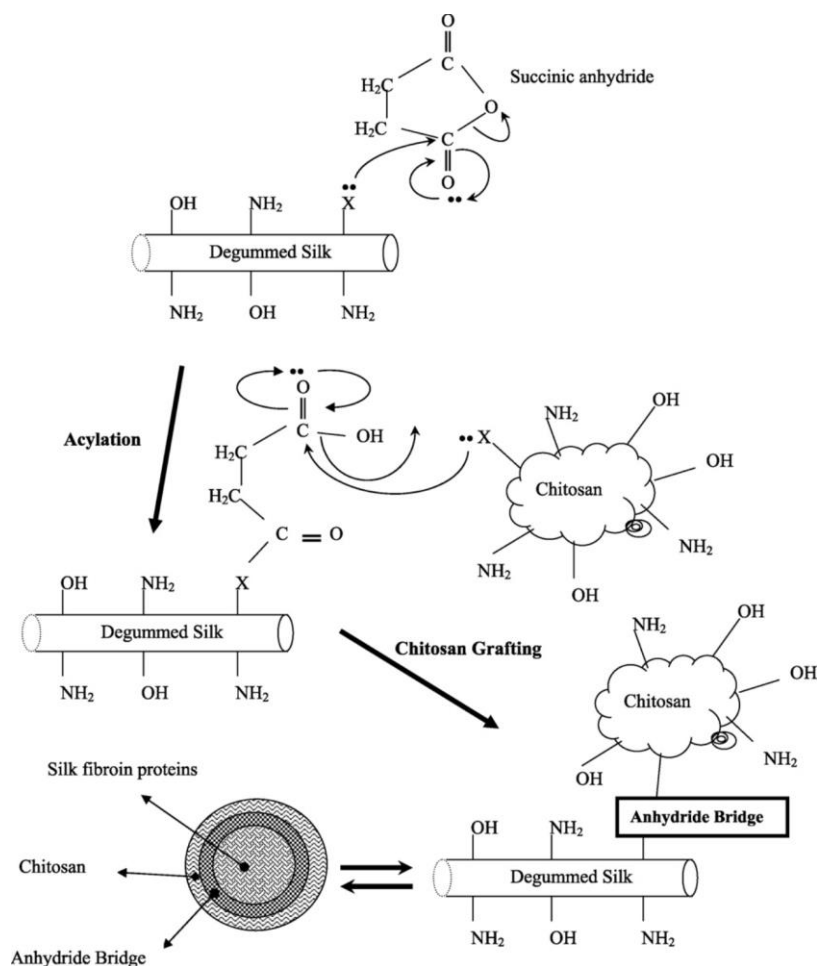 O
C
Succinic anhydride
H₂C
O
H₂C
C
O
X
OH
NH₂
Degummed Silk
NH₂
OH
NH₂
O
Acylation
C
OH
H₂C
H₂C
C
O
X
NH₂
OH
OH
Chitosan
NH₂
NH₂
OH
OH
NH₂
X
Degummed Silk
NH₂
OH
NH₂
Chitosan Grafting
NH₂
OH
OH
Chitosan
NH₂
OH
Anhydride Bridge
Silk fibroin proteins
Chitosan
Anhydride Bridge
OH
NH₂
Degummed Silk
NH₂
OH
NH₂